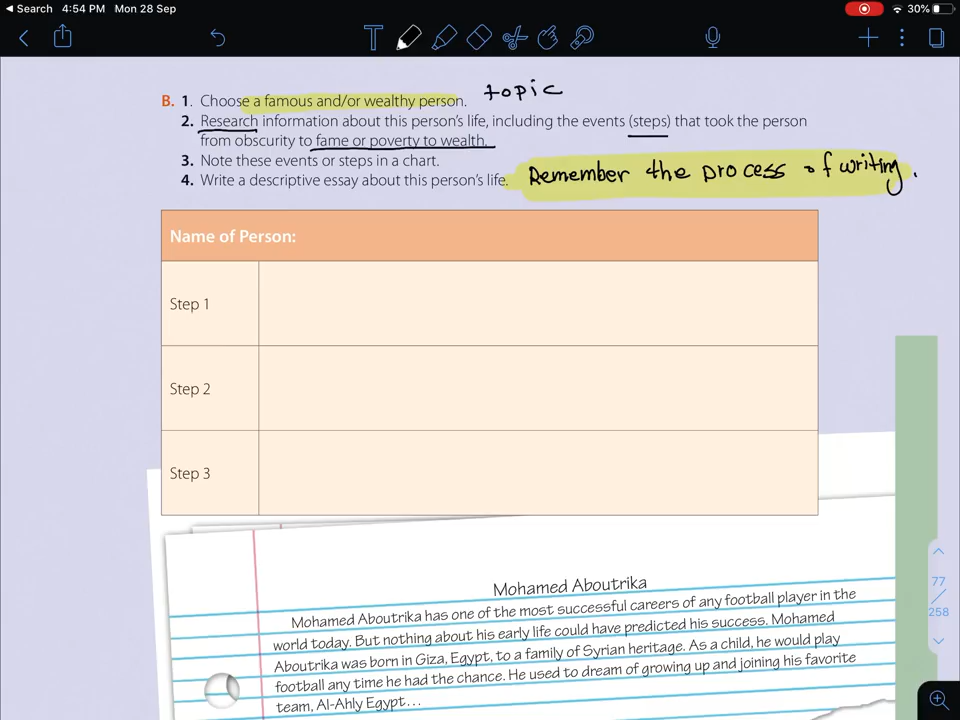 Search 4:54 PM Mon 28 Sep 30%
B. 1. Choose a famous and/or wealthy person. topic
2. Research information about this person's life, including the events (steps) that took the person
from obscurity to fame or poverty to wealth.
3. Note these events or steps in a chart.
4. Write a descriptive essay about this person's life. Remember the process of writing.
Name of Person:
Step 1
Step 2
Step 3
77
/
258
Mohamed Aboutrika
Mohamed Aboutrika has one of the most successful careers of any football player in the
world today. But nothing about his early life could have predicted his success. Mohamed
Aboutrika was born in Giza, Egypt, to a family of Syrian heritage. As a child, he would play
football any time he had the chance. He used to dream of growing up and joining his favorite
team, Al-Ahly Egypt...